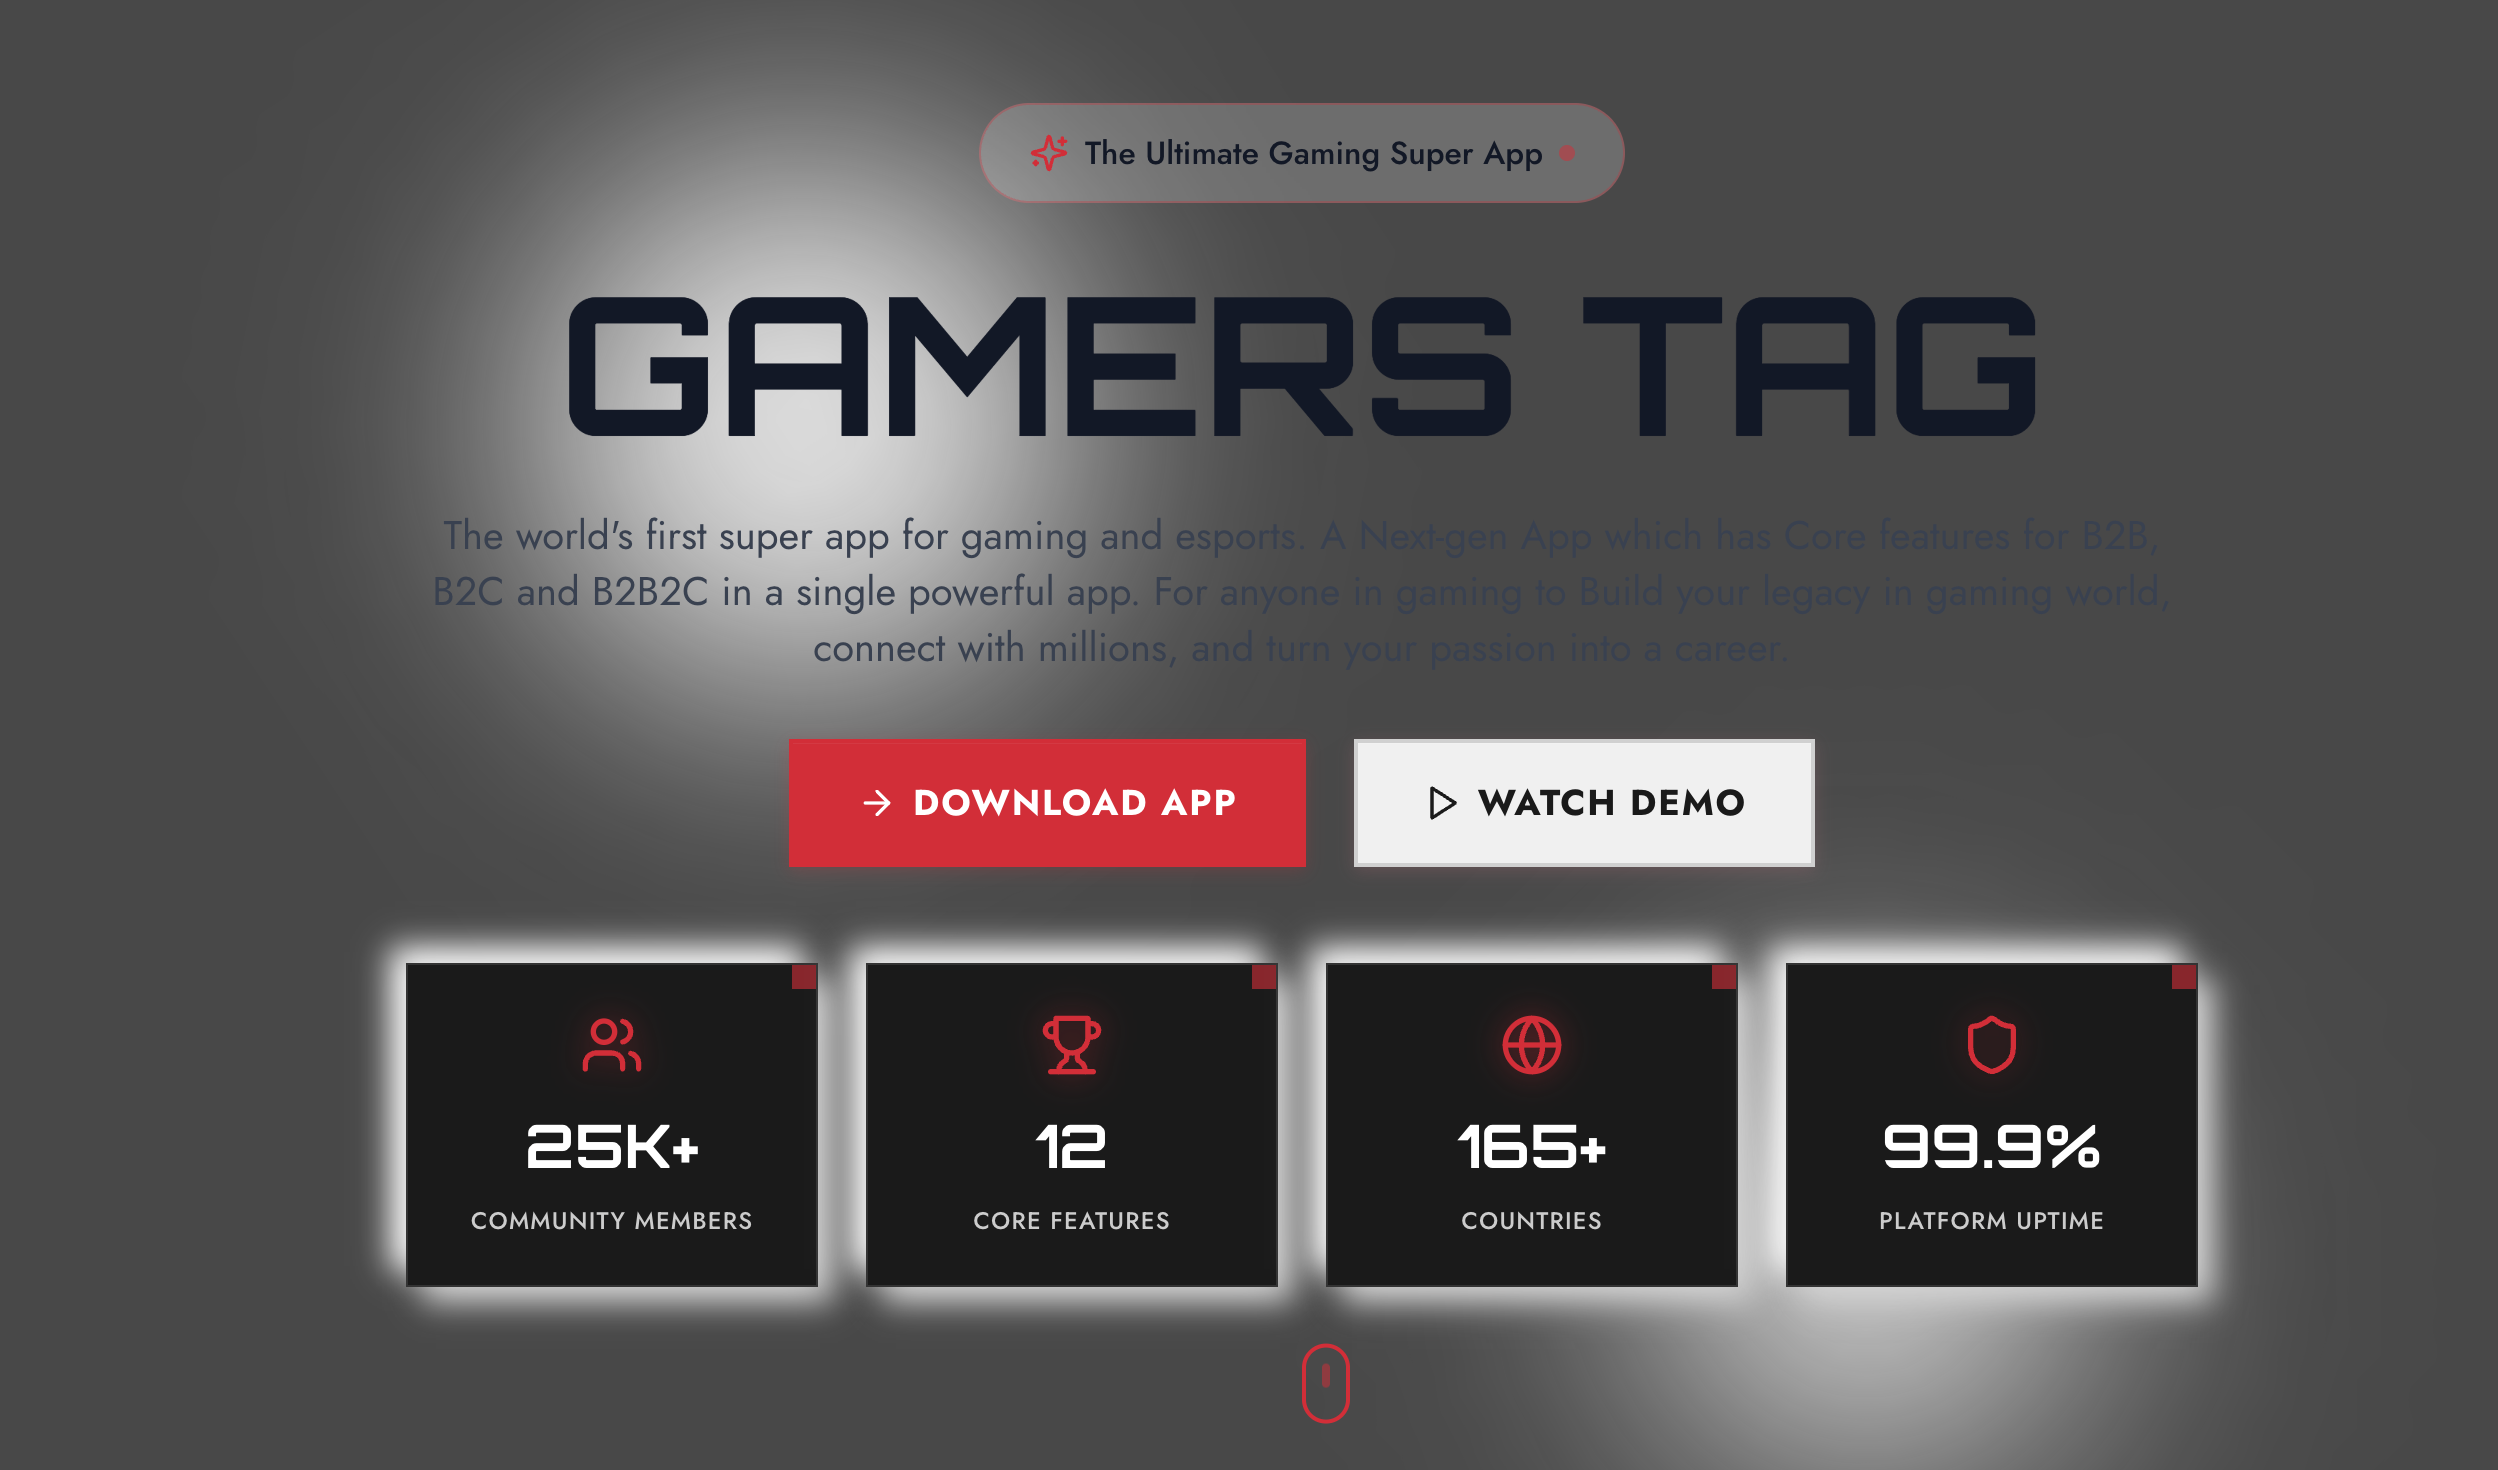 The Ultimate Gaming Super App
GAMERS TAG
The world's first super app for gaming and esports. A Next-gen App which has Core features for B2B,
B2C and B2B2C in a single powerful app. For anyone in gaming to Build your legacy in gaming world,
connect with millions, and turn your passion into a career.
DOWNLOAD APP
WATCH DEMO
25K+
COMMUNITY MEMBERS
12
CORE FEATURES
165+
COUNTRIES
99.9%
PLATFORM UPTIME